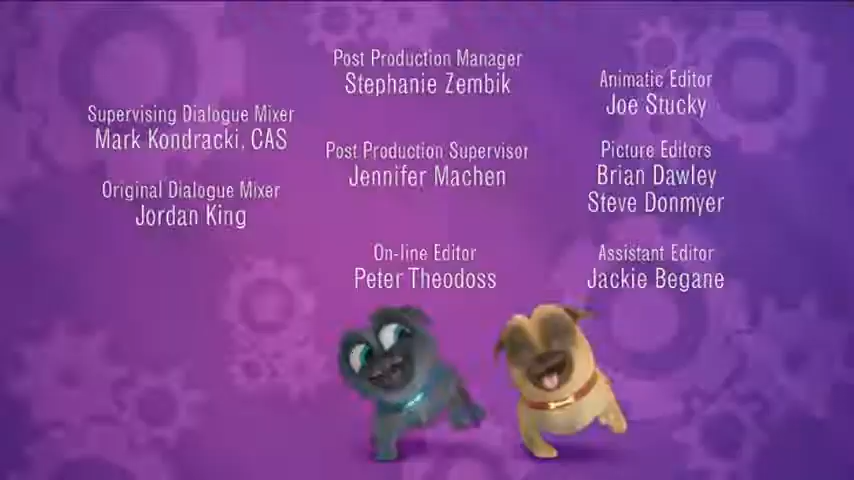 Supervising Dialogue Mixer
Mark Kondracki, CAS
Original Dialogue Mixer
Jordan King
Post Production Manager
Stephanie Zembik
Post Production Supervisor
Jennifer Machen
On-line Editor
Peter Theodoss
Animatic Editor
Joe Stucky
Picture Editors
Brian Dawley
Steve Donmyer
Assistant Editor
Jackie Begane